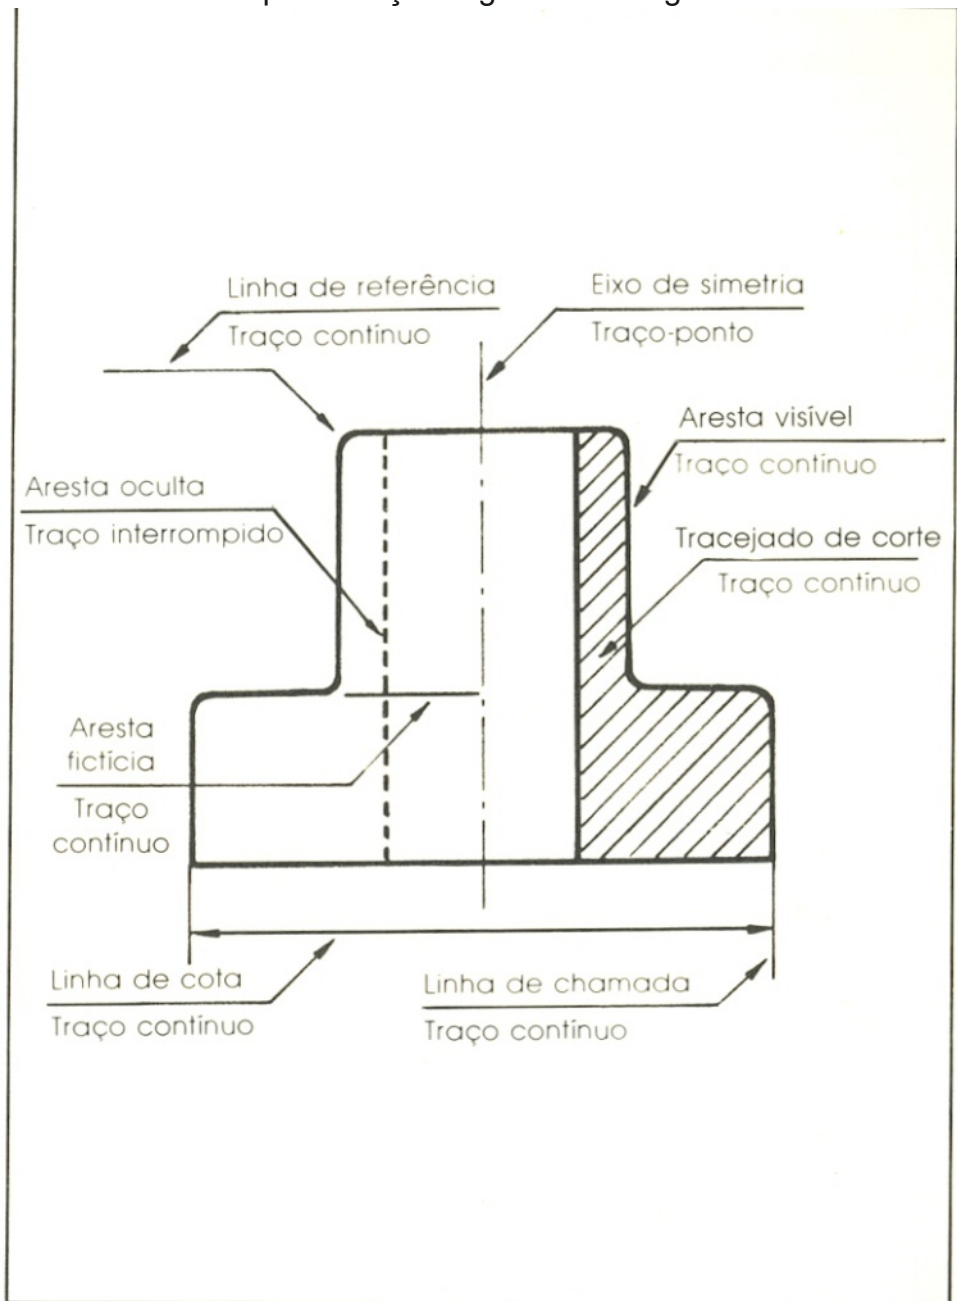 Linha de referência
Traço contínuo
Eixo de simetria
Traço-ponto
Aresta visível
Traço contínuo
Aresta oculta
Traço interrompido
Tracejado de corte
Traço contínuo
Aresta
fictícia
Traço
contínuo
Linha de cota
Traço contínuo
Linha de chamada
Traço contínuo